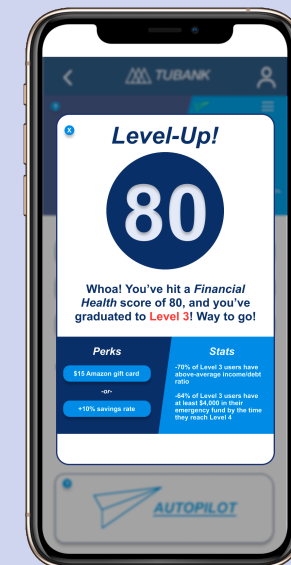 TUBANK
X
Level-Up!
80
Whoa! You've hit a Financial
Health score of 80, and you've
graduated to Level 3! Way to go!
Perks
$15 Amazon gift card
-or-
+10% savings rate
Stats
-70% of Level 3 users have
above-average income/debt
ratio
-64% of Level 3 users have
at least $4,000 in their
emergency fund by the time
they reach Level 4
AUTOPILOT